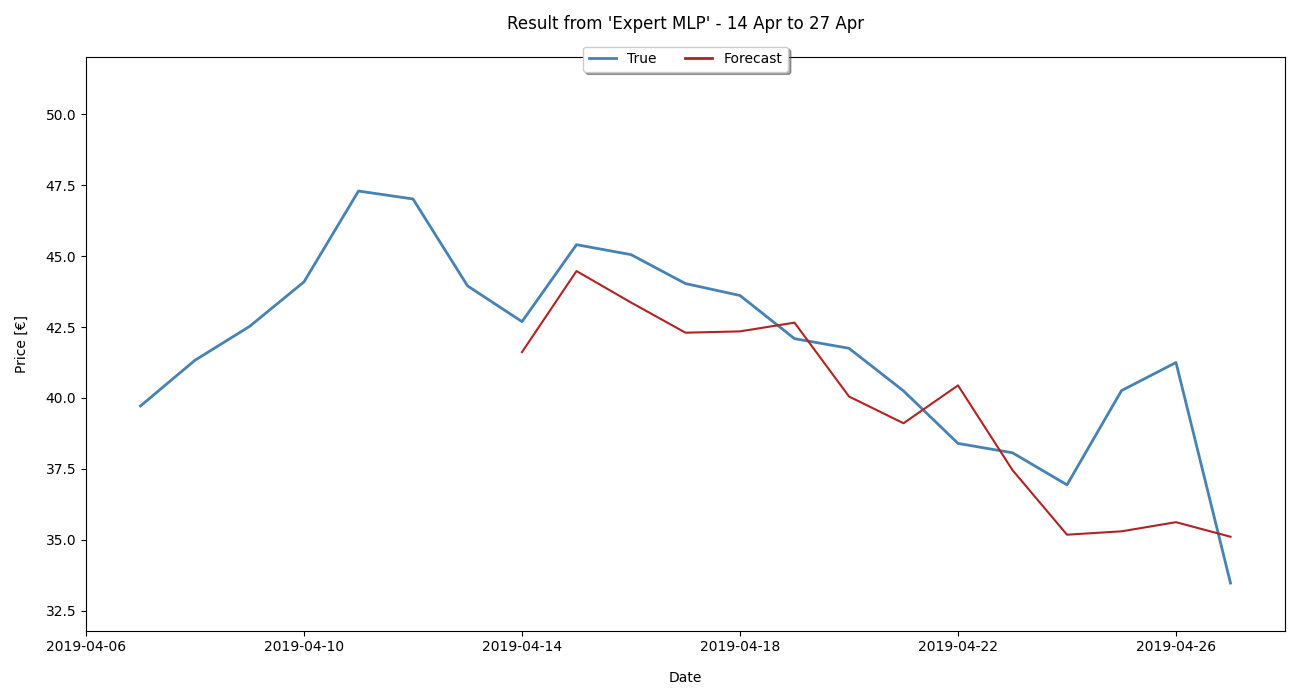 Result from 'Expert MLP' - 14 Apr to 27 Apr
True
Forecast
Price [€]
50.0
47.5
45.0
42.5
40.0
37.5
35.0
32.5
2019-04-06
2019-04-10
2019-04-14
2019-04-18
2019-04-22
2019-04-26
Date